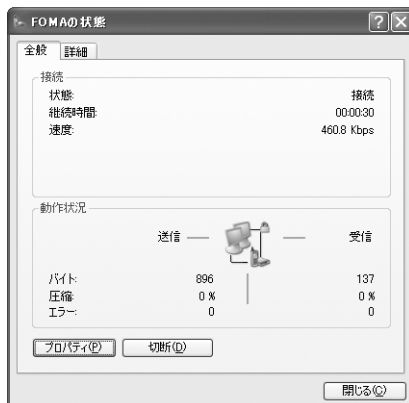 FOMAの状態
全般 詳細
接続
状態: 接続
継続時間: 00:00:30
速度: 460.8 Kbps
動作状況
送信 — — 受信
バイト: 896 137
圧縮: 0 % 0 %
エラー: 0 0
プロパティ(P) 切断(D)
閉じる(C)